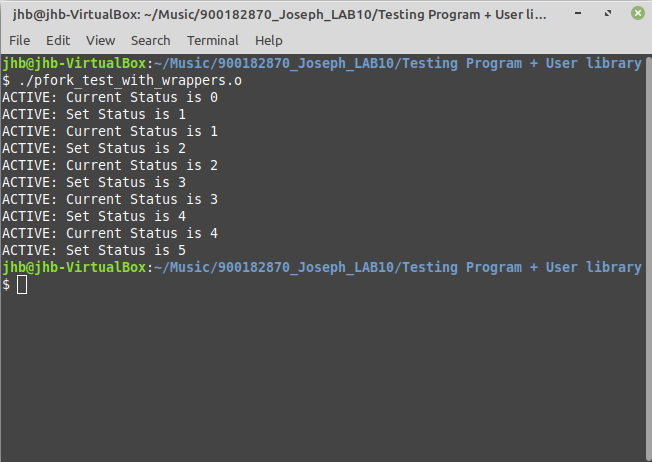 jhb@jhb-VirtualBox: ~/Music/900182870_Joseph_LAB10/Testing Program + User li...
File Edit View Search Terminal Help
jhb@jhb-VirtualBox:~/Music/900182870_Joseph_LAB10/Testing Program + User library
$ ./pfork_test_with_wrappers.o
ACTIVE: Current Status is 0
ACTIVE: Set Status is 1
ACTIVE: Current Status is 1
ACTIVE: Set Status is 2
ACTIVE: Current Status is 2
ACTIVE: Set Status is 3
ACTIVE: Current Status is 3
ACTIVE: Set Status is 4
ACTIVE: Current Status is 4
ACTIVE: Set Status is 5
jhb@jhb-VirtualBox:~/Music/900182870_Joseph_LAB10/Testing Program + User library
$